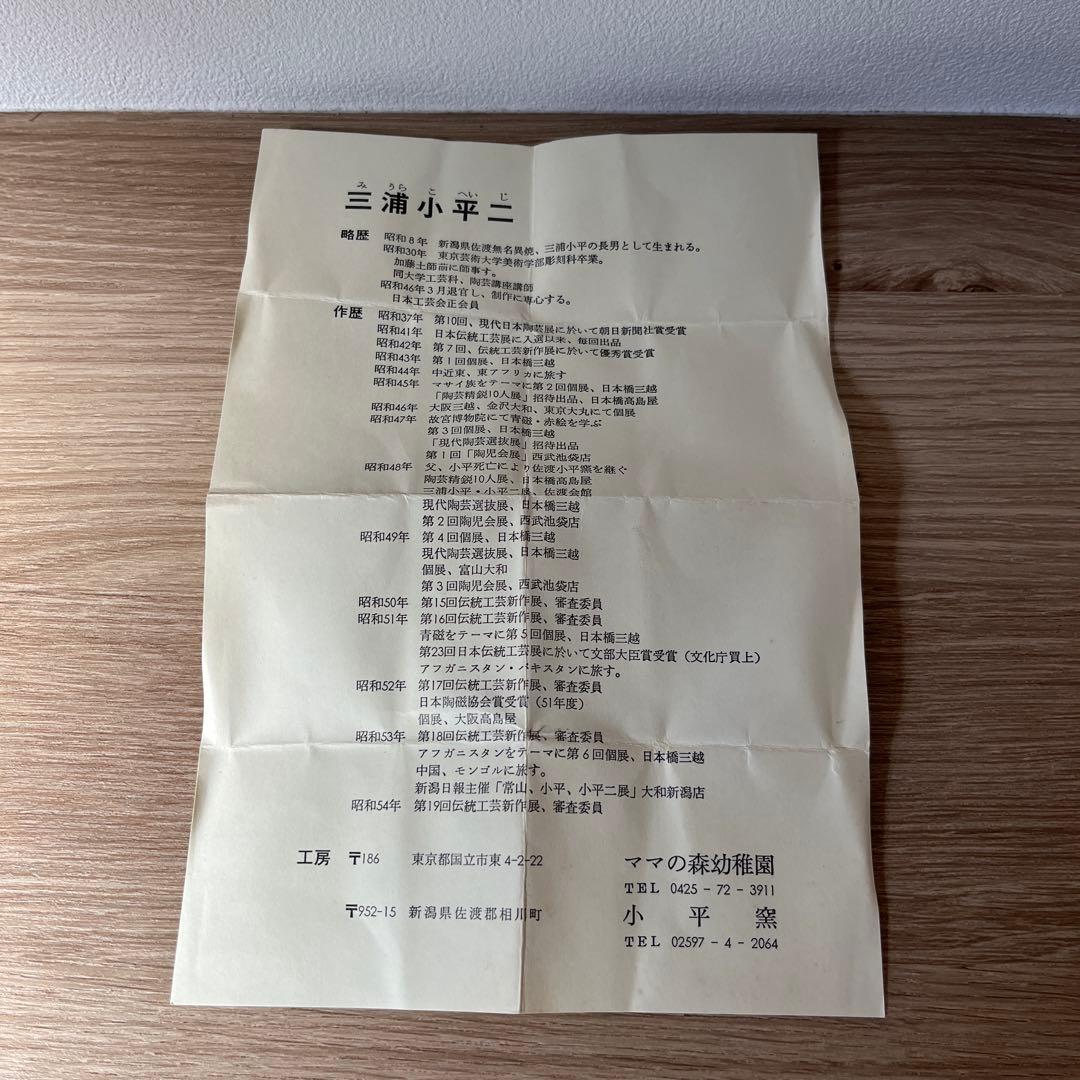 み うら こ へい じ
三浦小平二
略歴 昭和8年 新潟県佐渡無名異焼、三浦小平の長男として生まれる。
昭和30年 東京芸術大学美術学部彫刻科卒業。
加藤土師萠に師事す。
同大学工芸科、陶芸講座講師
昭和46年3月退官し、制作に専心する。
日本工芸会正会員
作歴 昭和37年 第10回、現代日本陶芸展に於いて朝日新聞社賞受賞
昭和41年 日本伝統工芸展に入選以来、毎回出品
昭和42年 第7回、伝統工芸新作展に於いて優秀賞受賞
昭和43年 第1回個展、日本橋三越
昭和44年 中近東、東アフリカに旅す
昭和45年 マサイ族をテーマに第2回個展、日本橋三越
「陶芸精鋭10人展」招待出品、日本橋高島屋
昭和46年 大阪三越、金沢大和、東京大丸にて個展
昭和47年 故宮博物院にて青磁・赤絵を学ぶ
第3回個展、日本橋三越
「現代陶芸選抜展」招待出品
第1回「陶児会展」西武池袋店
昭和48年 父、小平死亡により佐渡小平窯を継ぐ
陶芸精鋭10人展、日本橋高島屋
三浦小平・小平二展、佐渡会館
現代陶芸選抜展、日本橋三越
第2回陶児会展、西武池袋店
昭和49年 第4回個展、日本橋三越
現代陶芸選抜展、日本橋三越
個展、富山大和
第3回陶児会展、西武池袋店
昭和50年 第15回伝統工芸新作展、審査委員
昭和51年 第16回伝統工芸新作展、審査委員
青磁をテーマに第5回個展、日本橋三越
第23回日本伝統工芸展に於いて文部大臣賞受賞（文化庁買上）
アフガニスタン・パキスタンに旅す。
昭和52年 第17回伝統工芸新作展、審査委員
日本陶磁協会賞受賞（51年度）
個展、大阪高島屋
昭和53年 第18回伝統工芸新作展、審査委員
アフガニスタンをテーマに第6回個展、日本橋三越
中国、モンゴルに旅す。
新潟日報主催「常山、小平、小平二展」大和新潟店
昭和54年 第19回伝統工芸新作展、審査委員
工房 〒186 東京都国立市東4-2-22 ママの森幼稚園
TEL 0425-72-3911
〒952-15 新潟県佐渡郡相川町 小平窯
TEL 02597-4-2064